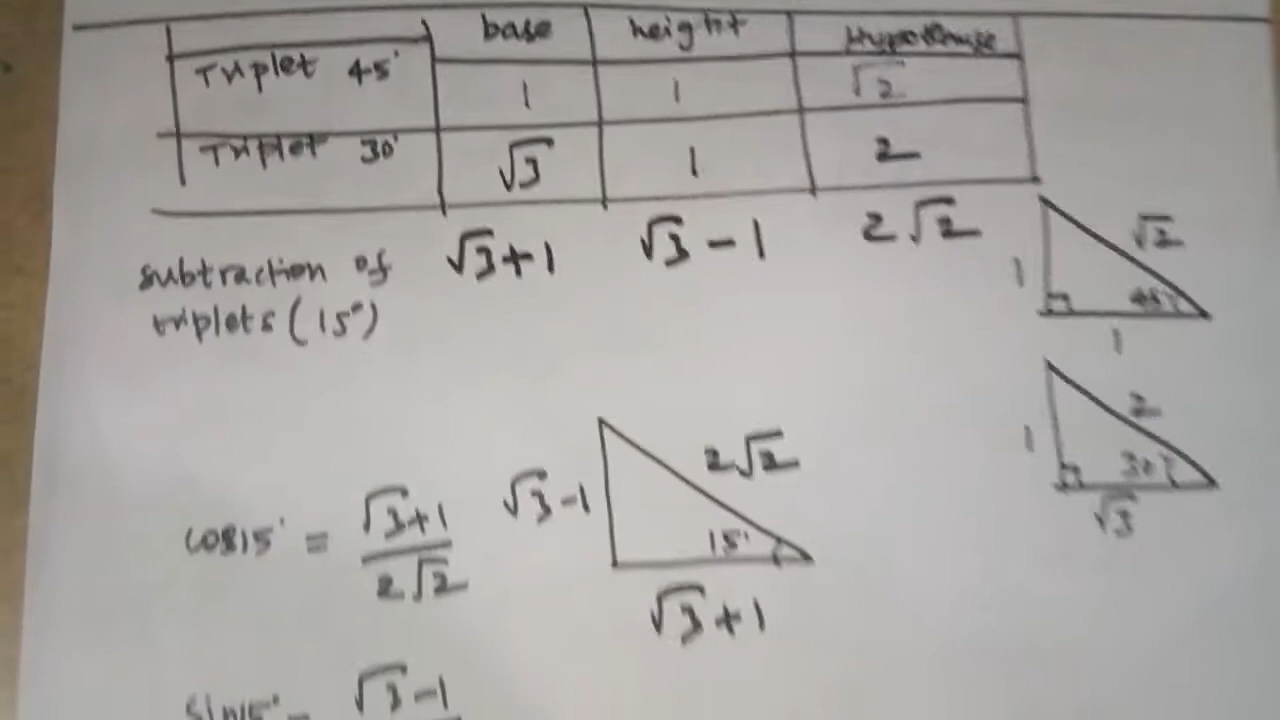 base height Hypothenuse
Triplet 45° 1 1 √2
Triplet 30° √3 1 2
subtraction of triplets (15°) √3+1 √3-1 2√2
√2
1
45°
1
2
1
30°
√3
cos15° = √3+1 / 2√2
√3-1
2√2
15°
√3+1
sin15° = √3-1